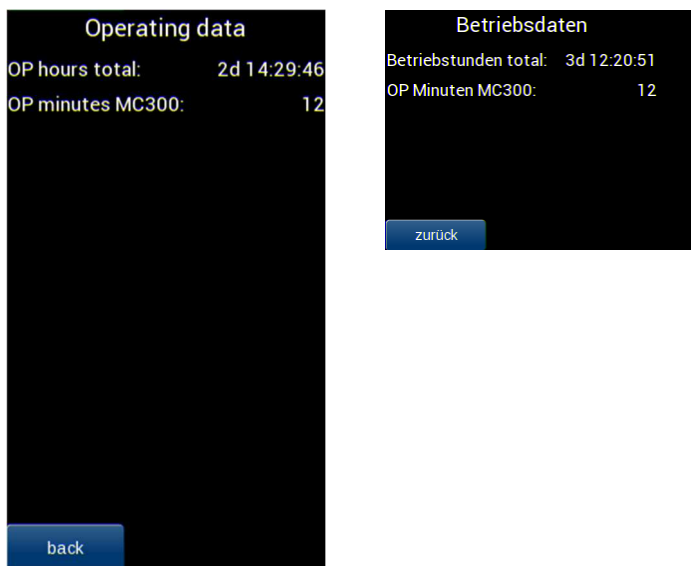 Operating data
OP hours total: 2d 14:29:46
OP minutes MC300: 12
back
Betriebsdaten
Betriebstunden total: 3d 12:20:51
OP Minuten MC300: 12
zurück